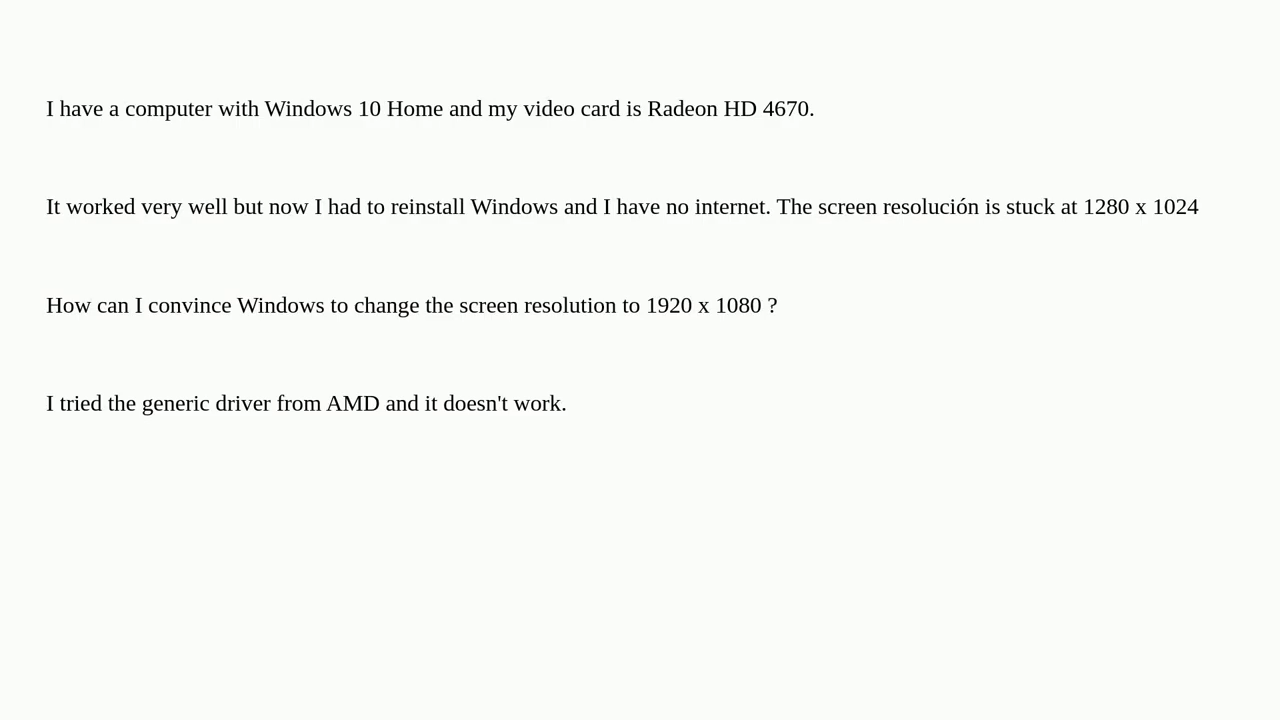 I have a computer with Windows 10 Home and my video card is Radeon HD 4670.
It worked very well but now I had to reinstall Windows and I have no internet. The screen resolución is stuck at 1280 x 1024
How can I convince Windows to change the screen resolution to 1920 x 1080 ?
I tried the generic driver from AMD and it doesn't work.